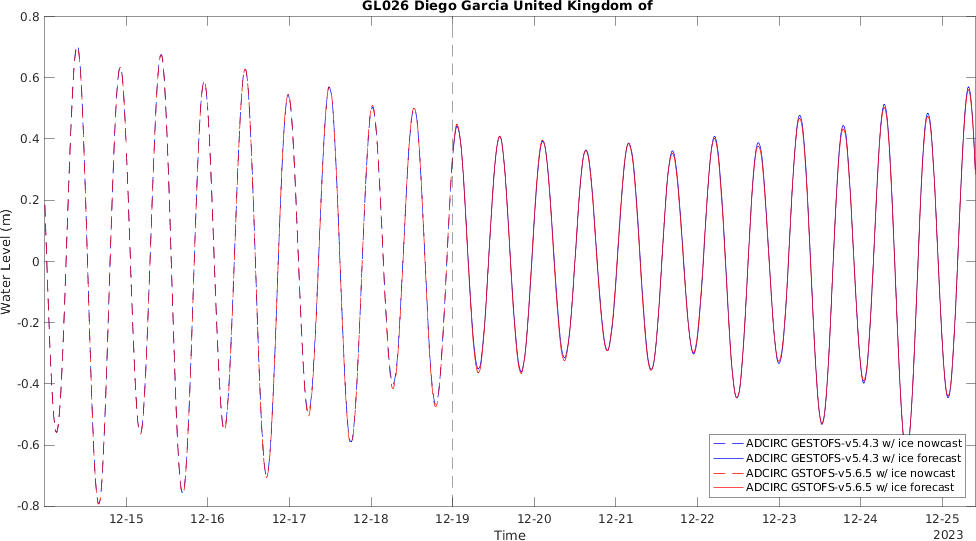 GL026 Diego Garcia United Kingdom of
0.8
0.6
0.4
0.2
0
-0.2
-0.4
-0.6
-0.8
Water Level (m)
12-15 12-16 12-17 12-18 12-19 12-20 12-21 12-22 12-23 12-24 12-25
Time
2023
ADCIRC GESTOFS-v5.4.3 w/ ice nowcast
ADCIRC GESTOFS-v5.4.3 w/ ice forecast
ADCIRC GSTOFS-v5.6.5 w/ ice nowcast
ADCIRC GSTOFS-v5.6.5 w/ ice forecast